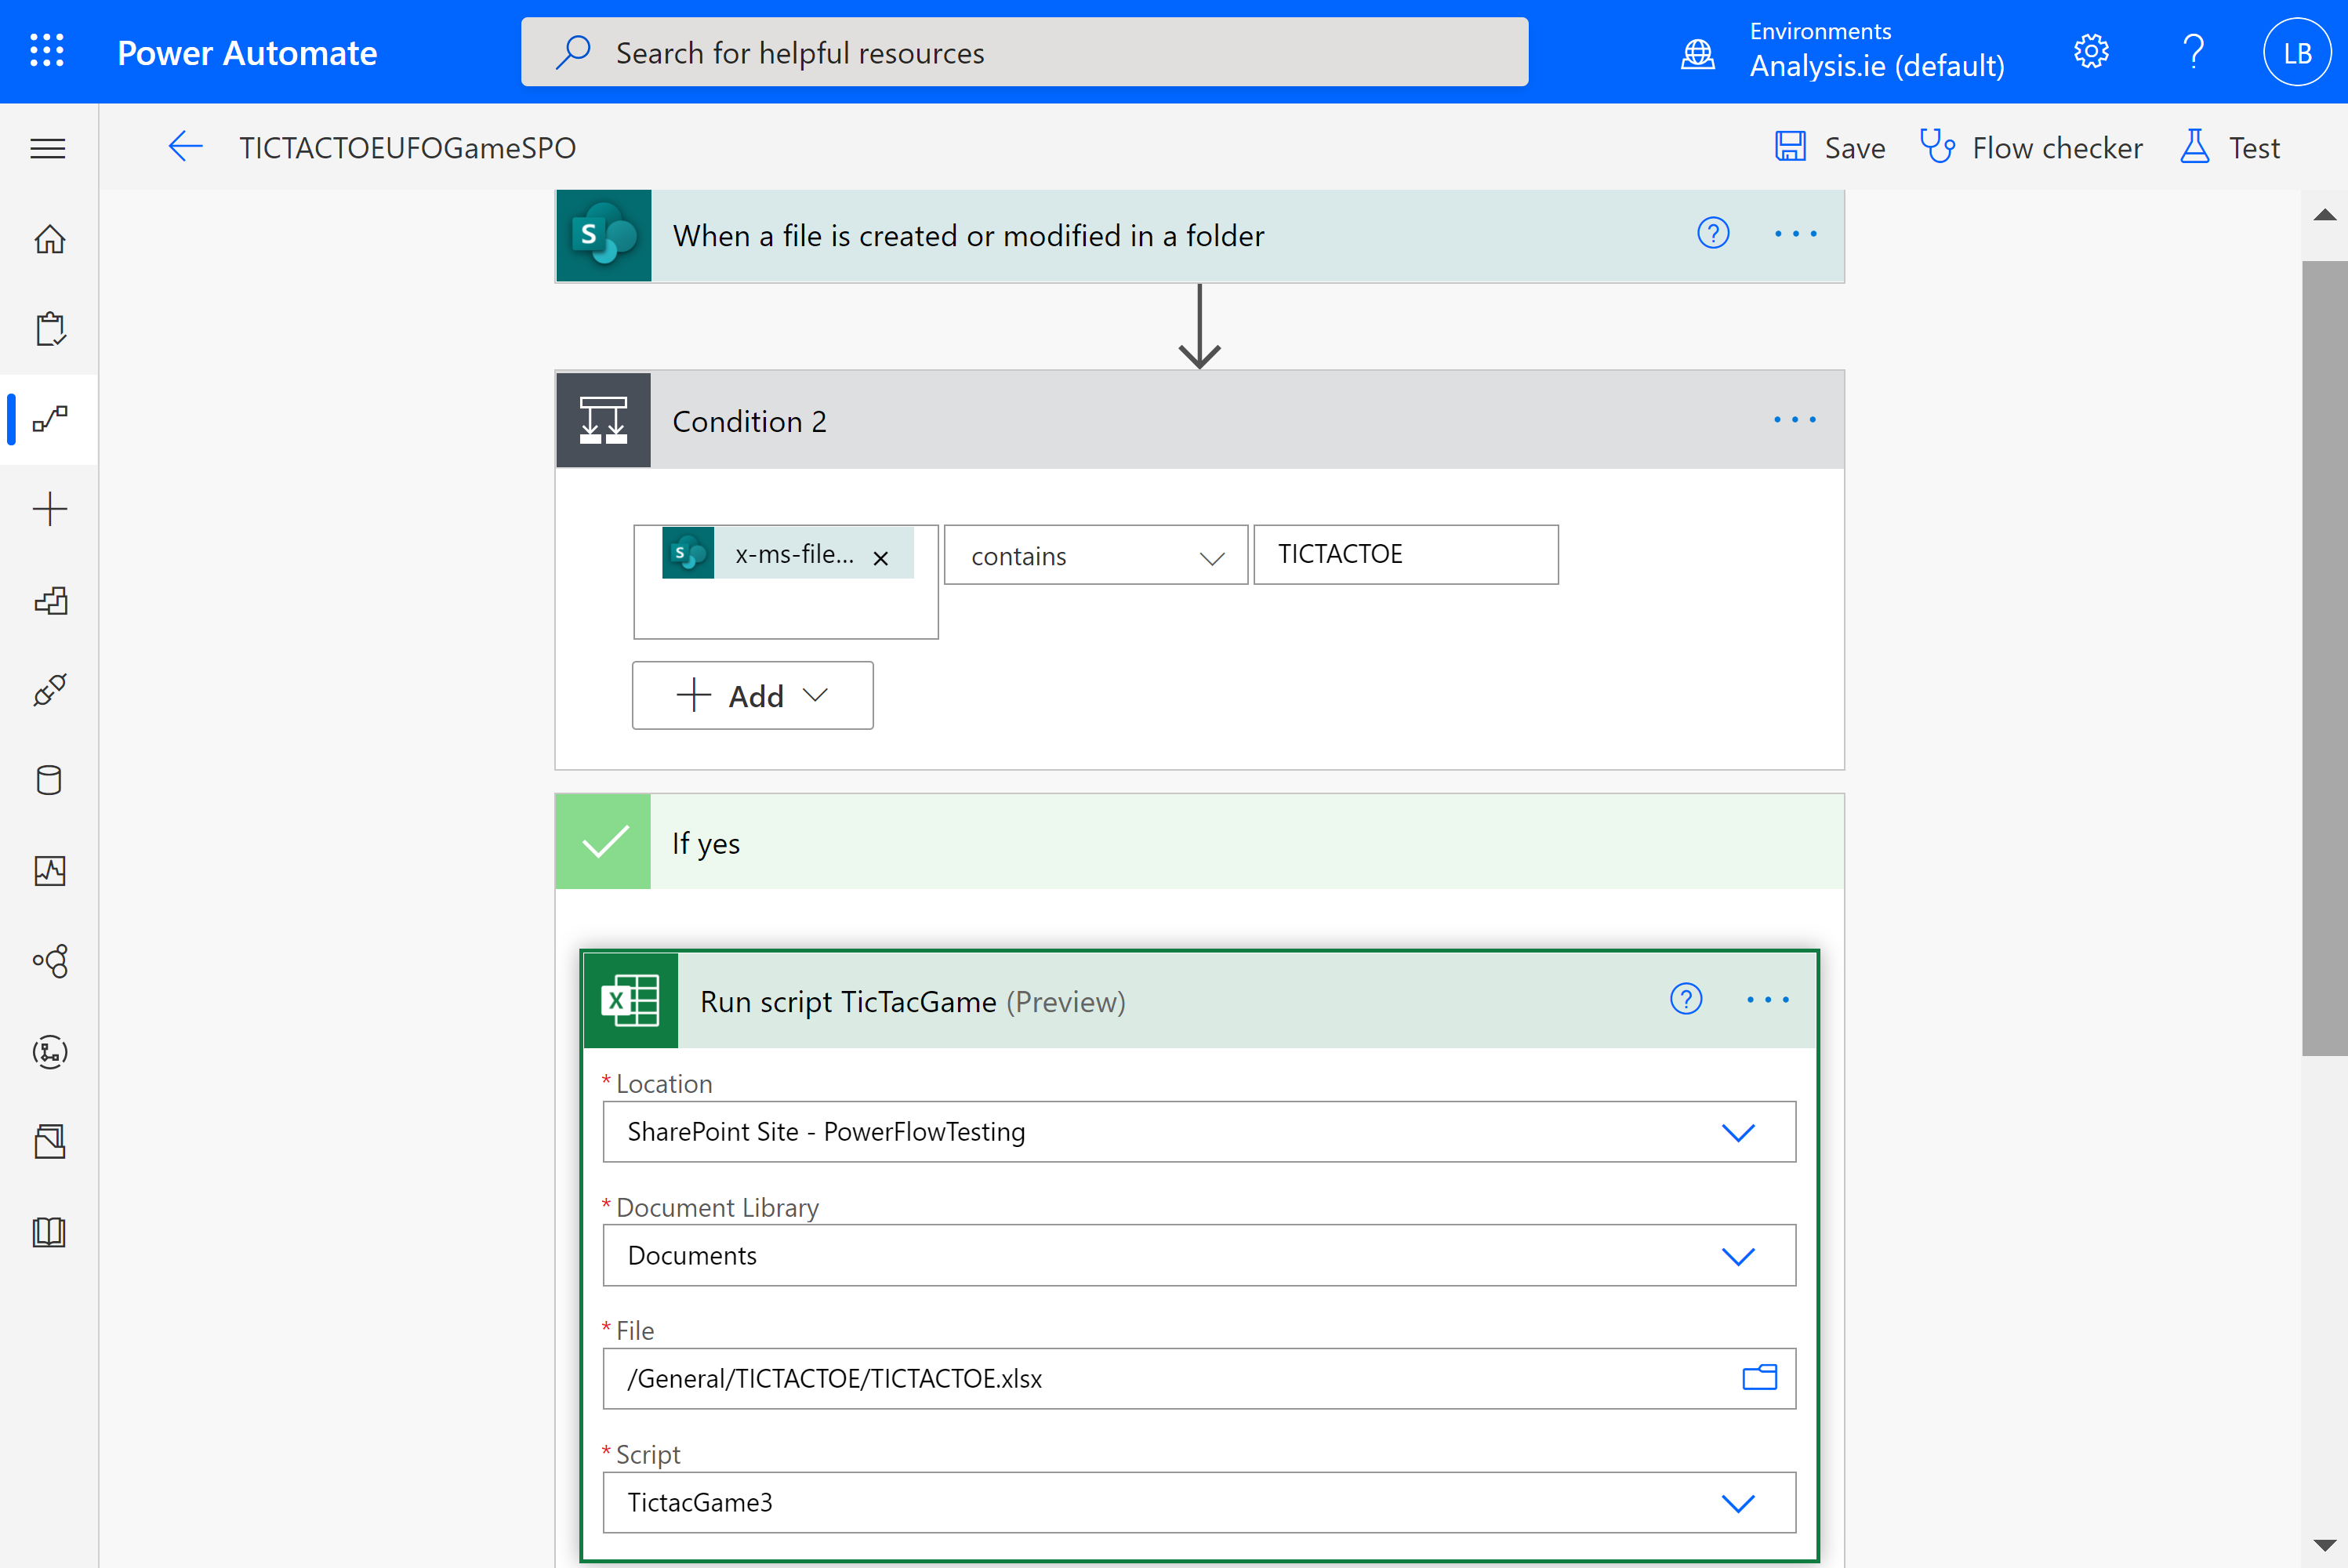 Power Automate
Search for helpful resources
Environments
Analysis.ie (default)
?
LB
TICTACTOEUFOGameSPO
Save
Flow checker
Test
S
When a file is created or modified in a folder
?
Condition 2
S
x-ms-file...
contains
TICTACTOE
Add
If yes
X
Run script TicTacGame (Preview)
?
* Location
SharePoint Site - PowerFlowTesting
* Document Library
Documents
* File
/General/TICTACTOE/TICTACTOE.xlsx
* Script
TictacGame3